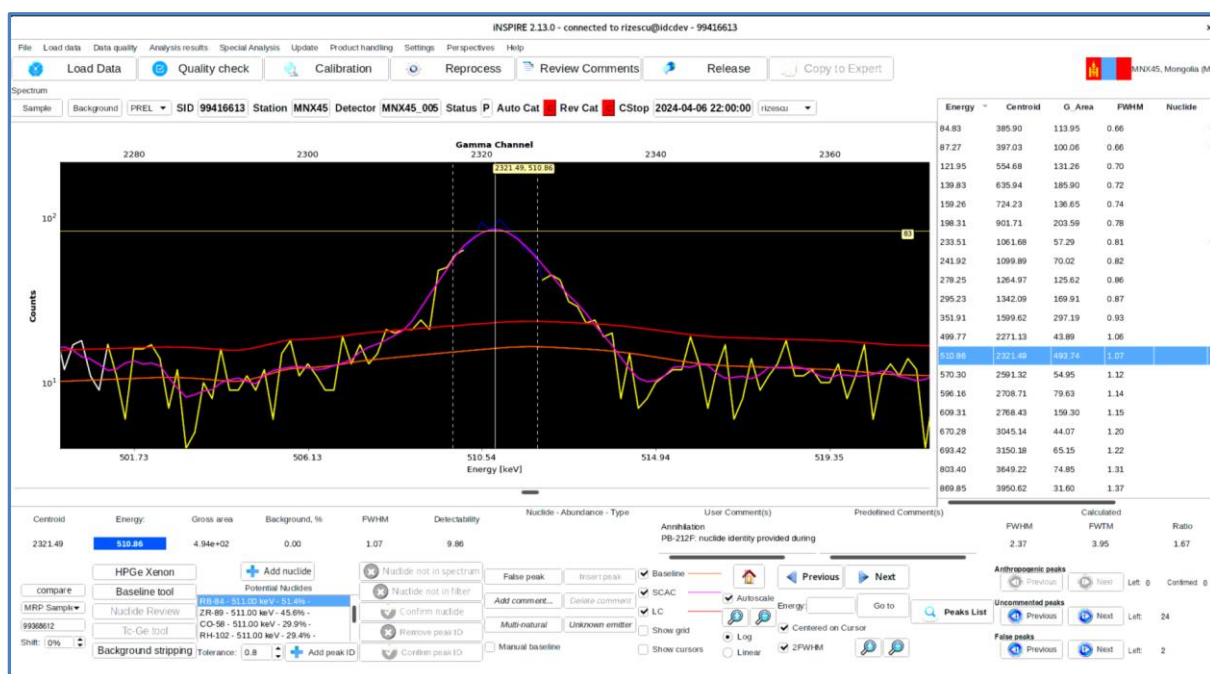 iNSPIRE 2.13.0 - connected to rizescu@idcdev - 99416613
File Load data Data quality Analysis results Special Analysis Update Product handling Settings Perspectives Help
Load Data Quality check Calibration Reprocess Review Comments Release Copy to Expert MNX45, Mongolia (M
Spectrum
Sample Background PREL SID 99416613 Station MNX45 Detector MNX45_005 Status P Auto Cat C Rev Cat C CStop 2024-04-06 22:00:00 rizescu
Gamma Channel
2280 2300 2320 2340 2360
2321.49, 510.86
10²
83
Counts
10¹
501.73 506.13 510.54 514.94 519.35
Energy [keV]
Energy Centroid G_Area FWHM Nuclide
84.83 385.90 113.95 0.66
87.27 397.03 100.06 0.66
121.95 554.68 131.26 0.70
139.83 635.94 185.90 0.72
159.26 724.23 136.65 0.74
198.31 901.71 203.59 0.78
233.51 1061.68 57.29 0.81
241.92 1099.89 70.02 0.82
278.25 1264.97 125.62 0.86
295.23 1342.09 169.91 0.87
351.91 1599.62 297.19 0.93
499.77 2271.13 43.89 1.06
510.86 2321.49 493.74 1.07
570.30 2591.32 54.95 1.12
596.16 2708.71 79.63 1.14
609.31 2768.43 159.30 1.15
670.28 3045.14 44.07 1.20
693.42 3150.18 65.15 1.22
803.40 3649.22 74.85 1.31
869.85 3950.62 31.60 1.37
Centroid Energy: Gross area Background, % FWHM Detectability
2321.49 510.86 4.94e+02 0.00 1.07 9.86
Nuclide - Abundance - Type
User Comment(s)
Annihilation
PB-212F: nuclide identity provided during
Predefined Comment(s)
Calculated
FWHM FWTM Ratio
2.37 3.95 1.67
compare
MRP Sample
99368612
Shift: 0%
HPGe Xenon
Baseline tool
Nuclide Review
Tc-Ge tool
Background stripping
Add nuclide
Potential Nuclides
RB-84 - 511.00 keV - 51.4% -
ZR-89 - 511.00 keV - 45.6% -
CO-58 - 511.00 keV - 29.9% -
RH-102 - 511.00 keV - 29.4% -
Tolerance: 0.8 Add peak ID
Nuclide not in spectrum
Nuclide not in filter
Confirm nuclide
Remove peak ID
Confirm peak ID
False peak Insert peak
Add comment... Delete comment
Multi-natural Unknown emitter
Manual baseline
Baseline
SCAC
LC
Show grid
Show cursors
Autoscale
Log
Linear
Previous Next
Energy: Go to
Centered on Cursor
2FWHM
Peaks List
Anthropogenic peaks
Previous Next Left: 0 Confirmed 0
Uncommented peaks
Previous Next Left: 24
False peaks
Previous Next Left: 2